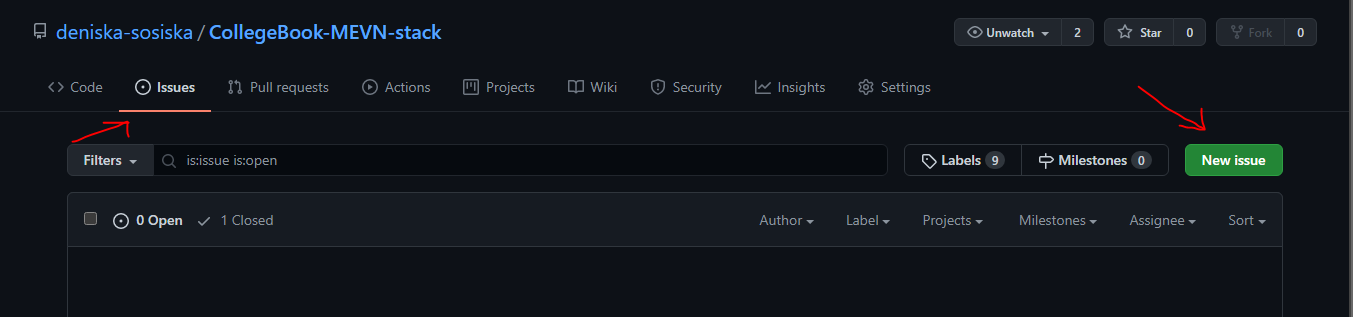 deniska-sosiska / CollegeBook-MEVN-stack Unwatch 2 Star 0 Fork 0
Code Issues Pull requests Actions Projects Wiki Security Insights Settings
Filters is:issue is:open Labels 9 Milestones 0 New issue
0 Open 1 Closed Author Label Projects Milestones Assignee Sort